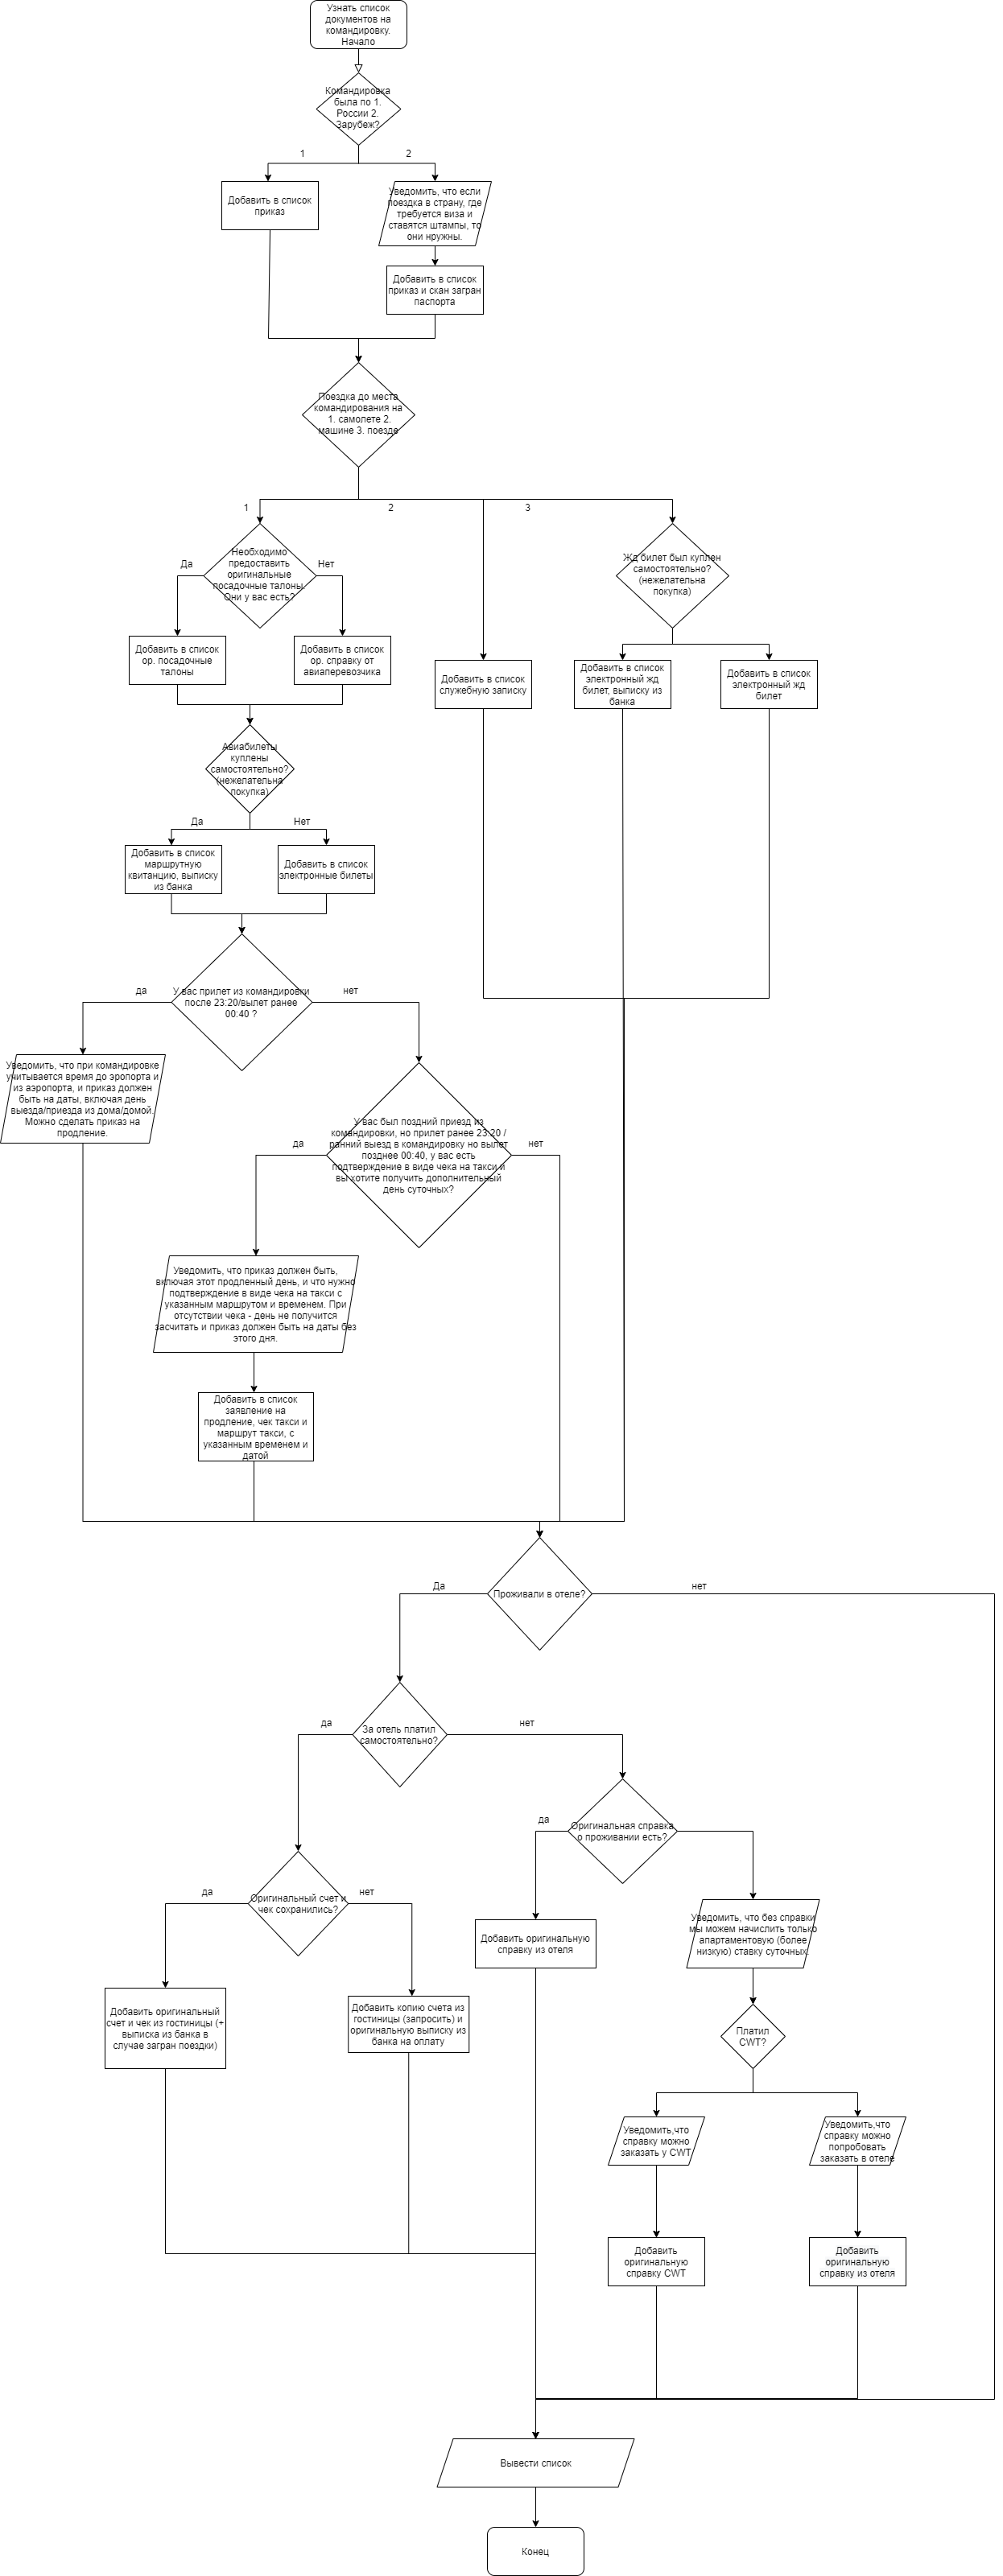 Узнать список
документов на
командировку.
Начало
Командировка
была по 1.
России 2.
Зарубеж?
1
2
Добавить в список
приказ
Уведомить, что если
поездка в страну, где
требуется виза и
ставятся штампы, то
они нружны.
Добавить в список
приказ и скан загран
паспорта
Поездка до места
командирования на
1. самолете 2.
машине 3. поезде
1
2
3
Необходимо
предоставить
оригинальные
посадочные талоны.
Они у вас есть?
Да
Нет
Жд билет был куплен
самостоятельно?
(нежелательна
покупка)
Добавить в список
ор. посадочные
талоны
Добавить в список
ор. справку от
авиаперевозчика
Добавить в список
служебную записку
Добавить в список
электронный жд
билет, выписку из
банка
Добавить в список
электронный жд
билет
Авиабилеты
куплены
самостоятельно?
(нежелательна
покупка)
Да
Нет
Добавить в список
маршрутную
квитанцию, выписку
из банка
Добавить в список
электронные билеты
У вас прилет из командировки
после 23:20/вылет ранее
00:40 ?
да
нет
Уведомить, что при командировке
учитывается время до эропорта и
из аэропорта, и приказ должен
быть на даты, включая день
выезда/приезда из дома/домой.
Можно сделать приказ на
продление.
У вас был поздний приезд из
командировки, но прилет ранее 23:20 /
ранний выезд в командировку но вылет
позднее 00:40, у вас есть
подтверждение в виде чека на такси и
вы хотите получить дополнительный
день суточных?
да
нет
Уведомить, что приказ должен быть,
включая этот продленный день, и что нужно
подтверждение в виде чека на такси с
указанным маршрутом и временем. При
отсутствии чека - день не получится
засчитать и приказ должен быть на даты без
этого дня.
Добавить в список
заявление на
продление, чек такси и
маршрут такси, с
указанным временем и
датой
Проживали в отеле?
Да
нет
За отель платил
самостоятельно?
да
нет
Оригинальная справка
о проживании есть?
да
Оригинальный счет и
чек сохранились?
да
нет
Добавить оригинальную
справку из отеля
Уведомить, что без справки
мы можем начислить только
апартаментовую (более
низкую) ставку суточных.
Добавить оригинальный
счет и чек из гостиницы (+
выписка из банка в
случае загран поездки)
Добавить копию счета из
гостиницы (запросить) и
оригинальную выписку из
банка на оплату
Платил
CWT?
Уведомить,что
справку можно
заказать у CWT
Уведомить,что
справку можно
попробовать
заказать в отеле
Добавить
оригинальную
справку CWT
Добавить
оригинальную
справку из отеля
Вывести список
Конец